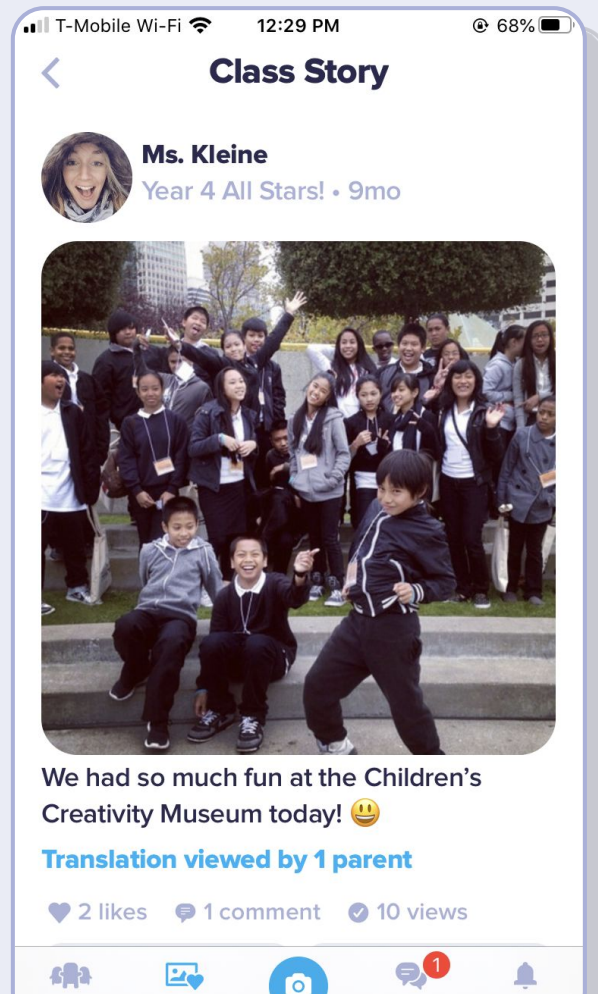 T-Mobile Wi-Fi 12:29 PM 68%
Class Story
Ms. Kleine
Year 4 All Stars! • 9mo
We had so much fun at the Children’s
Creativity Museum today! 😃
Translation viewed by 1 parent
2 likes 1 comment 10 views
1